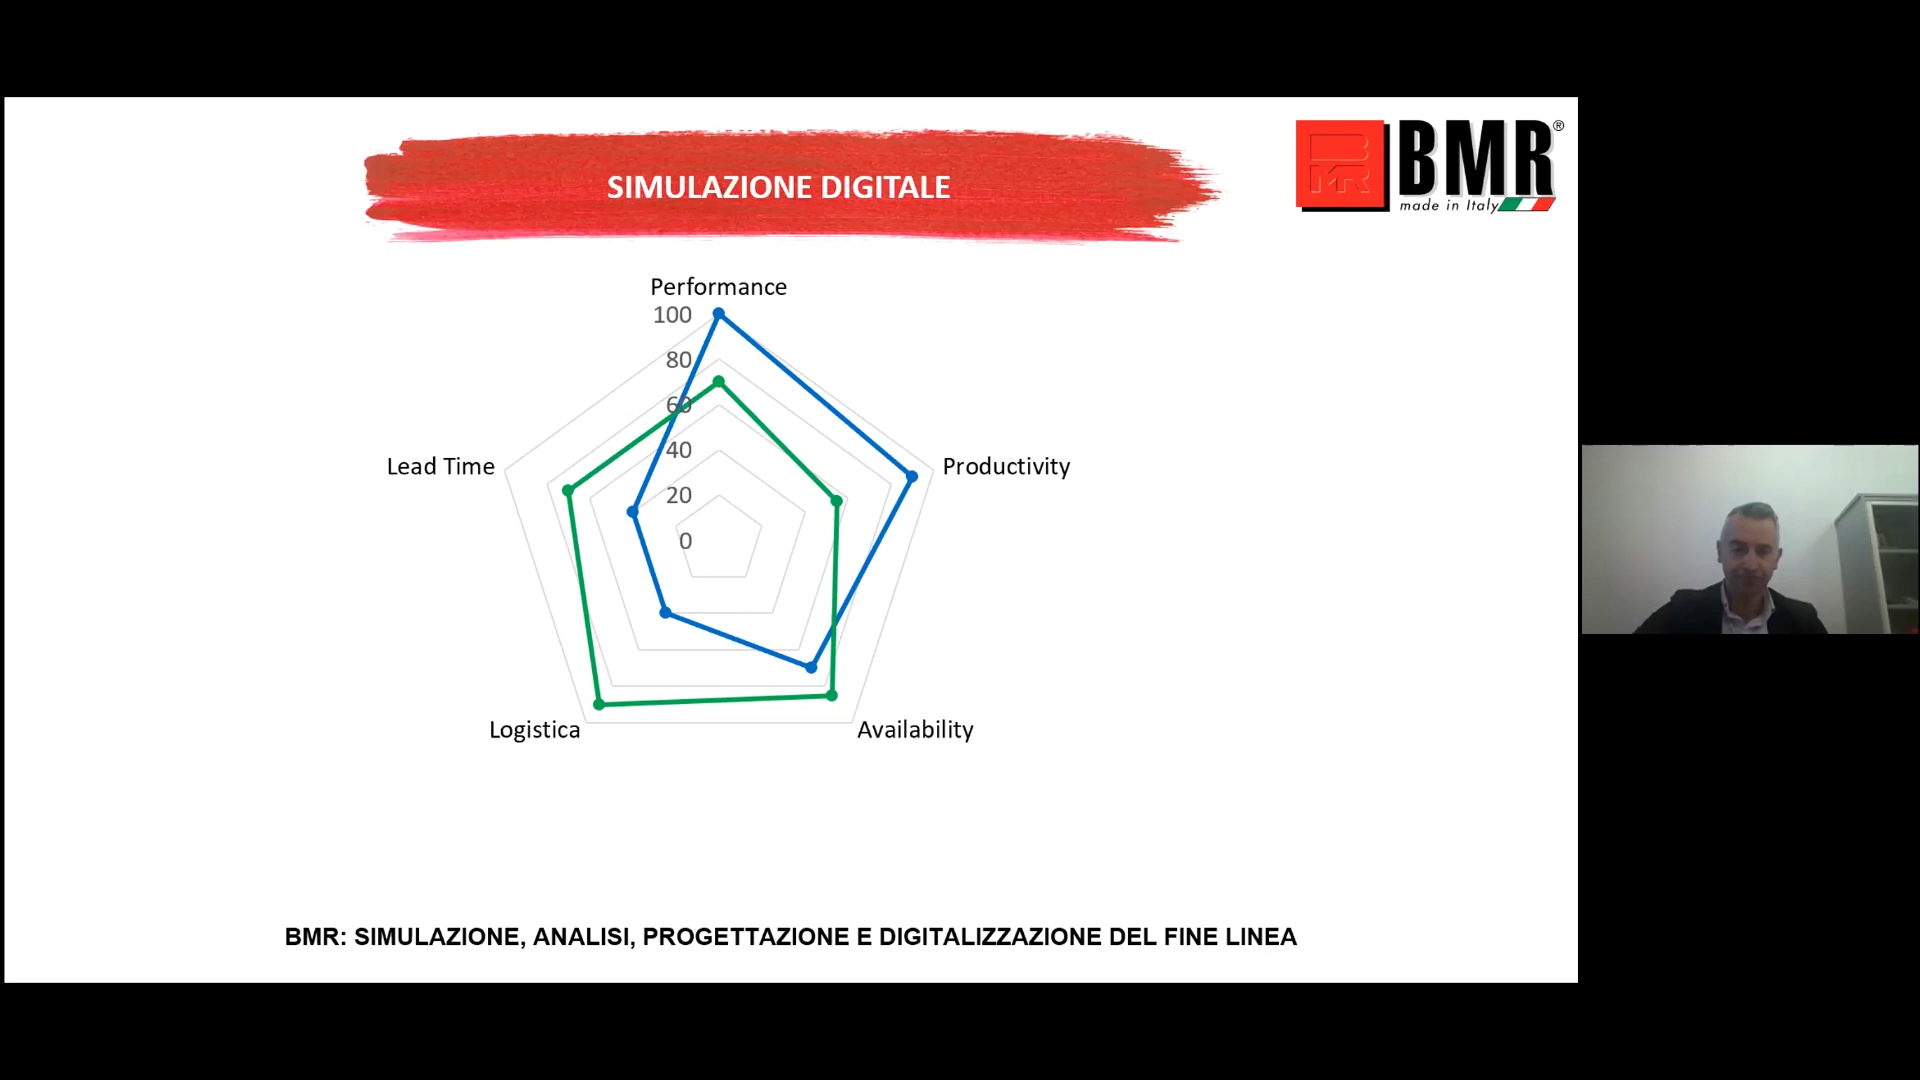 SIMULAZIONE DIGITALE
BMR®
made in Italy
Performance
100
80
60
40
20
0
Lead Time
Productivity
Logistica
Availability
BMR: SIMULAZIONE, ANALISI, PROGETTAZIONE E DIGITALIZZAZIONE DEL FINE LINEA